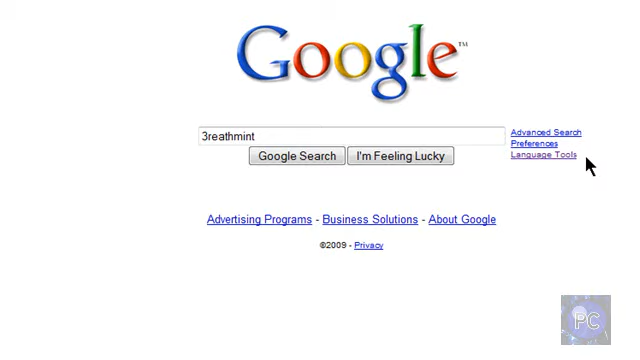 Google™
3reathmint
Advanced Search
Preferences
Language Tools
Google Search I'm Feeling Lucky
Advertising Programs - Business Solutions - About Google
©2009 - Privacy
PC